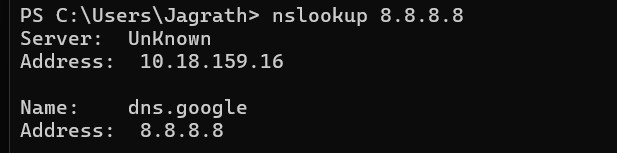 PS C:\Users\Jagrath> nslookup 8.8.8.8
Server:  UnKnown
Address:  10.18.159.16

Name:    dns.google
Address:  8.8.8.8